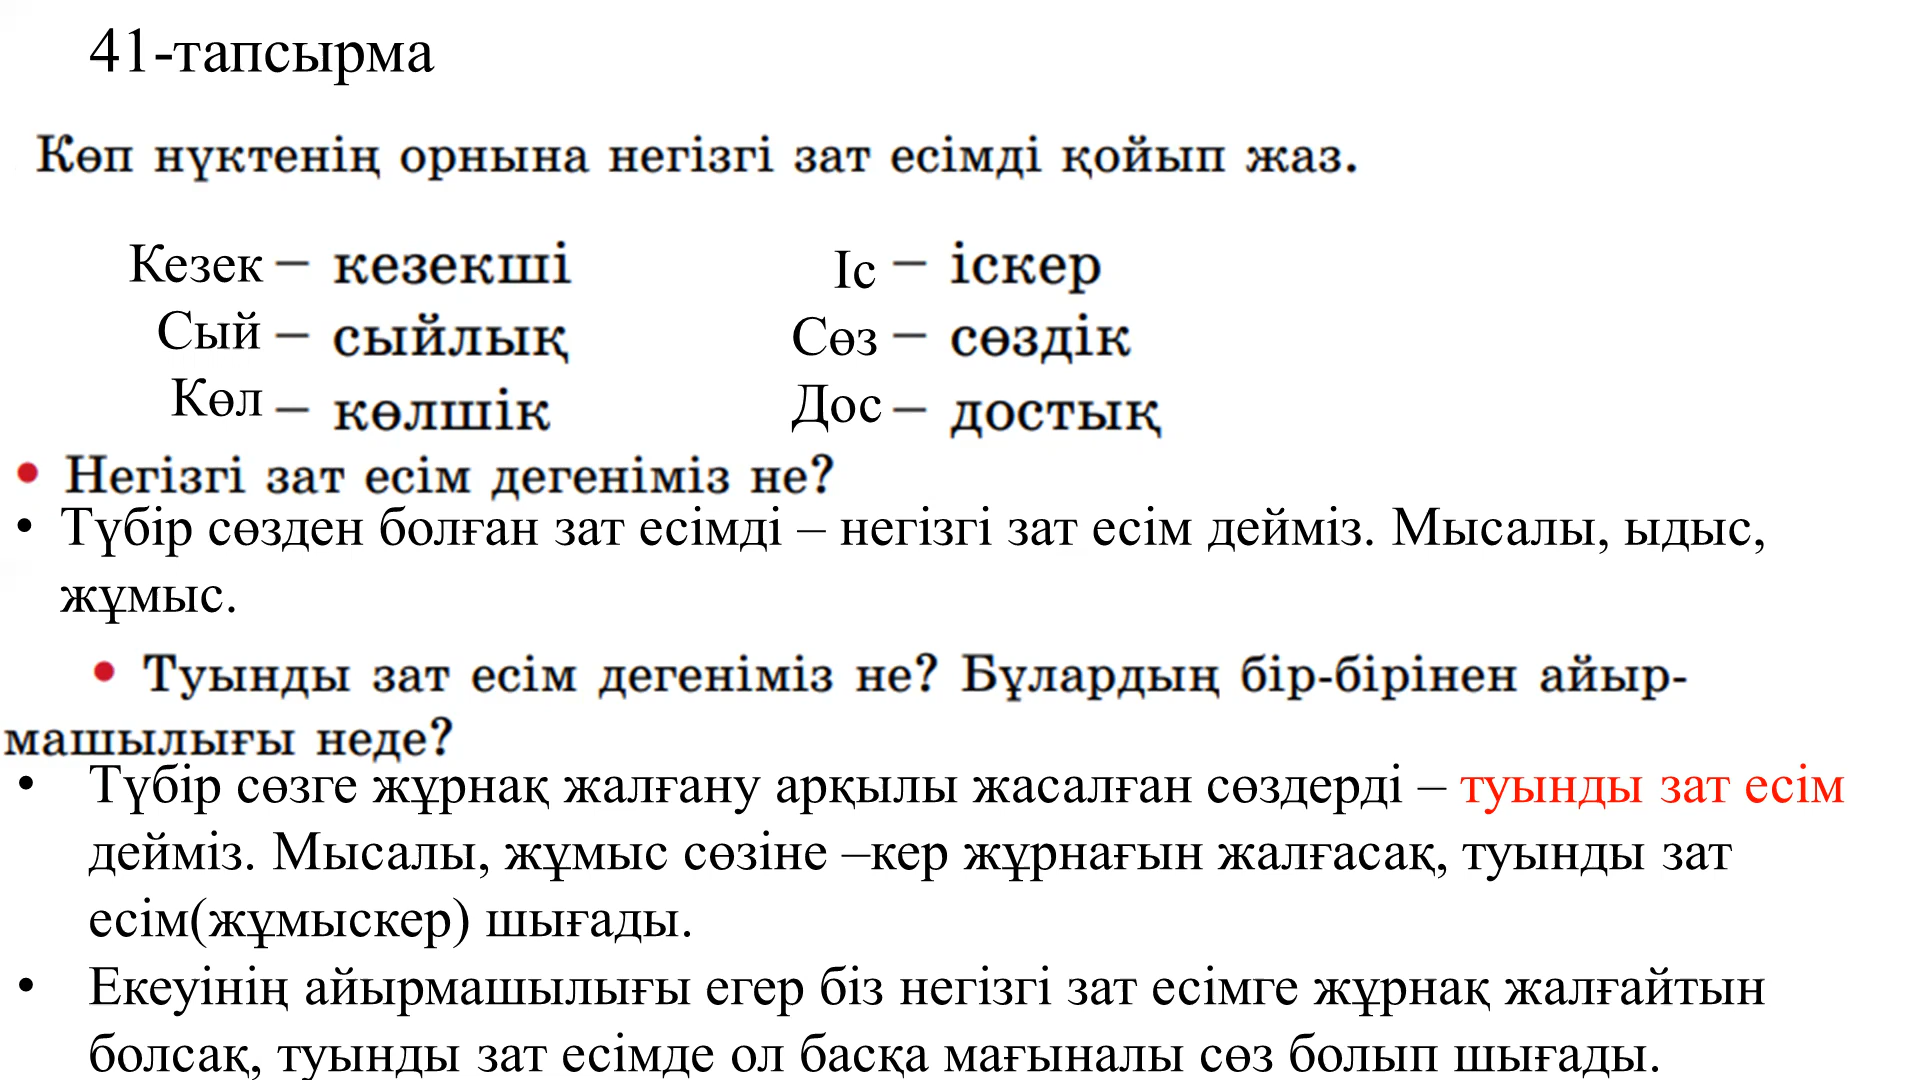 41-тапсырма
Көп нүктенің орнына негізгі зат есімді қойып жаз.
Кезек – кезекші
Іс – іскер
Сый – сыйлық
Сөз – сөздік
Көл – көлшік
Дос – достық
• Негізгі зат есім дегеніміз не?
• Түбір сөзден болған зат есімді – негізгі зат есім дейміз. Мысалы, ыдыс,
жұмыс.
• Туынды зат есім дегеніміз не? Бұлардың бір-бірінен айыр-
машылығы неде?
• Түбір сөзге жұрнақ жалғану арқылы жасалған сөздерді – туынды зат есім
дейміз. Мысалы, жұмыс сөзіне –кер жұрнағын жалғасақ, туынды зат
есім(жұмыскер) шығады.
• Екеуінің айырмашылығы егер біз негізгі зат есімге жұрнақ жалғайтын
болсақ, туынды зат есімде ол басқа мағыналы сөз болып шығады.